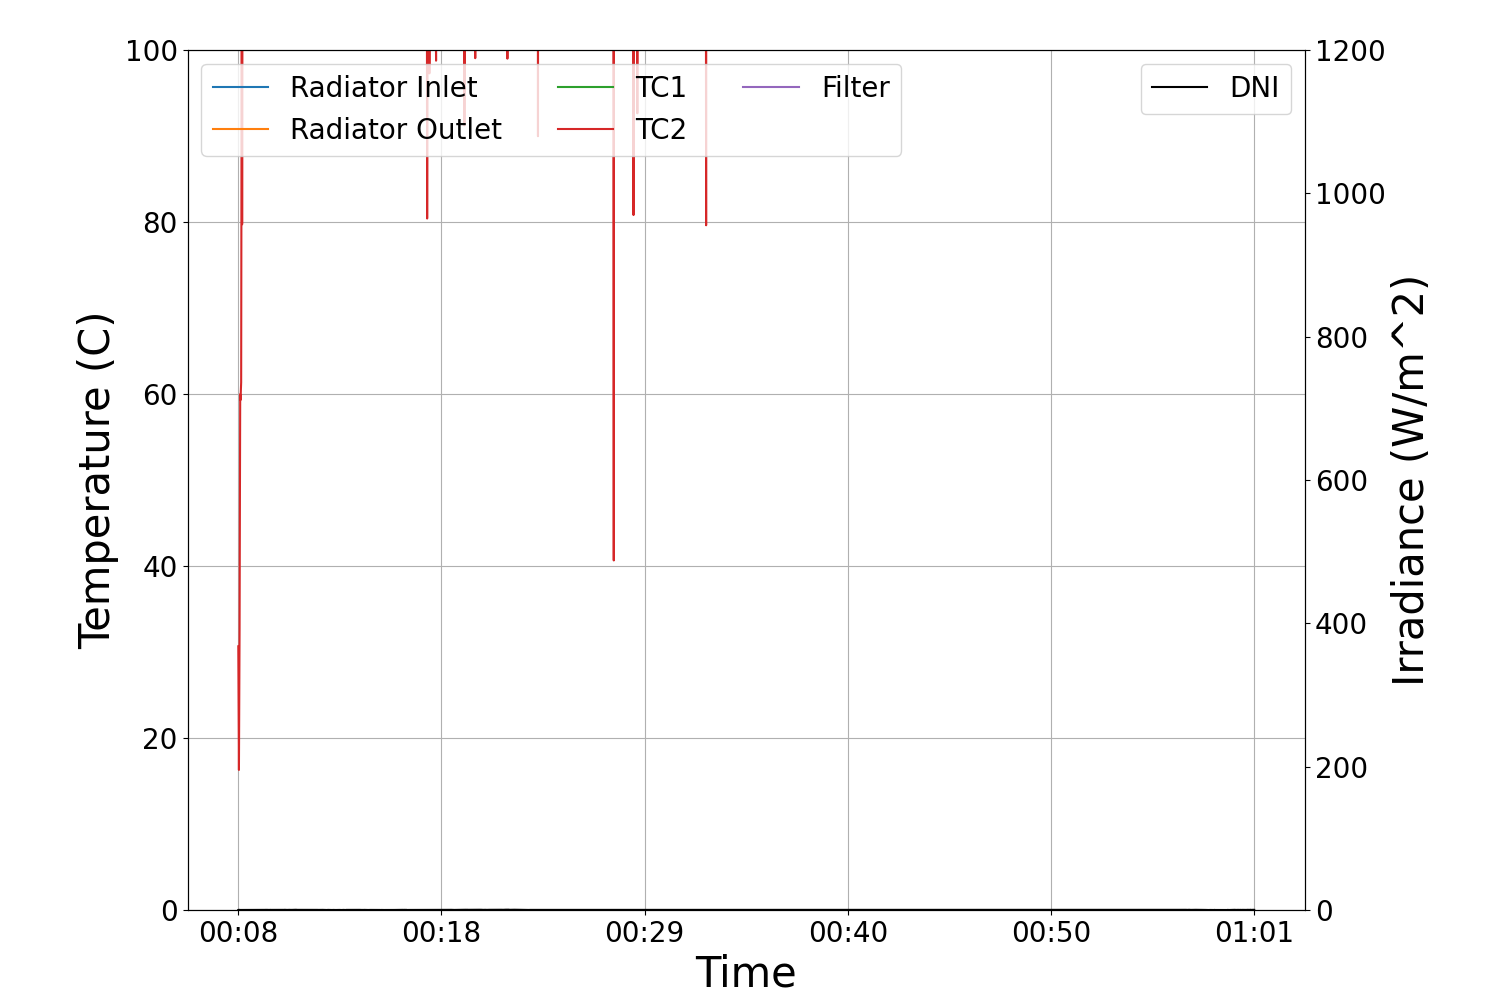 100
80
60
40
20
0
Temperature (C)
Radiator Inlet
Radiator Outlet
TC1
TC2
Filter
DNI
1200
1000
800
600
400
200
0
Irradiance (W/m^2)
00:08 00:18 00:29 00:40 00:50 01:01
Time